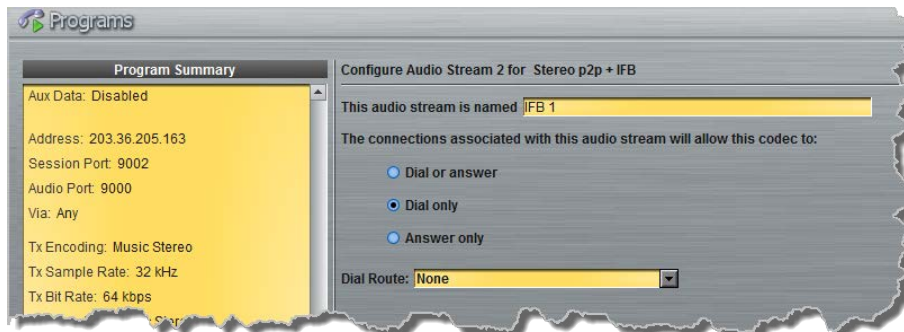 Programs
Program Summary
Aux Data: Disabled
Address: 203.36.205.163
Session Port: 9002
Audio Port: 9000
Via: Any
Tx Encoding: Music Stereo
Tx Sample Rate: 32 kHz
Tx Bit Rate: 64 kbps
Configure Audio Stream 2 for Stereo p2p + IFB
This audio stream is named IFB 1
The connections associated with this audio stream will allow this codec to:
Dial or answer
Dial only
Answer only
Dial Route: None